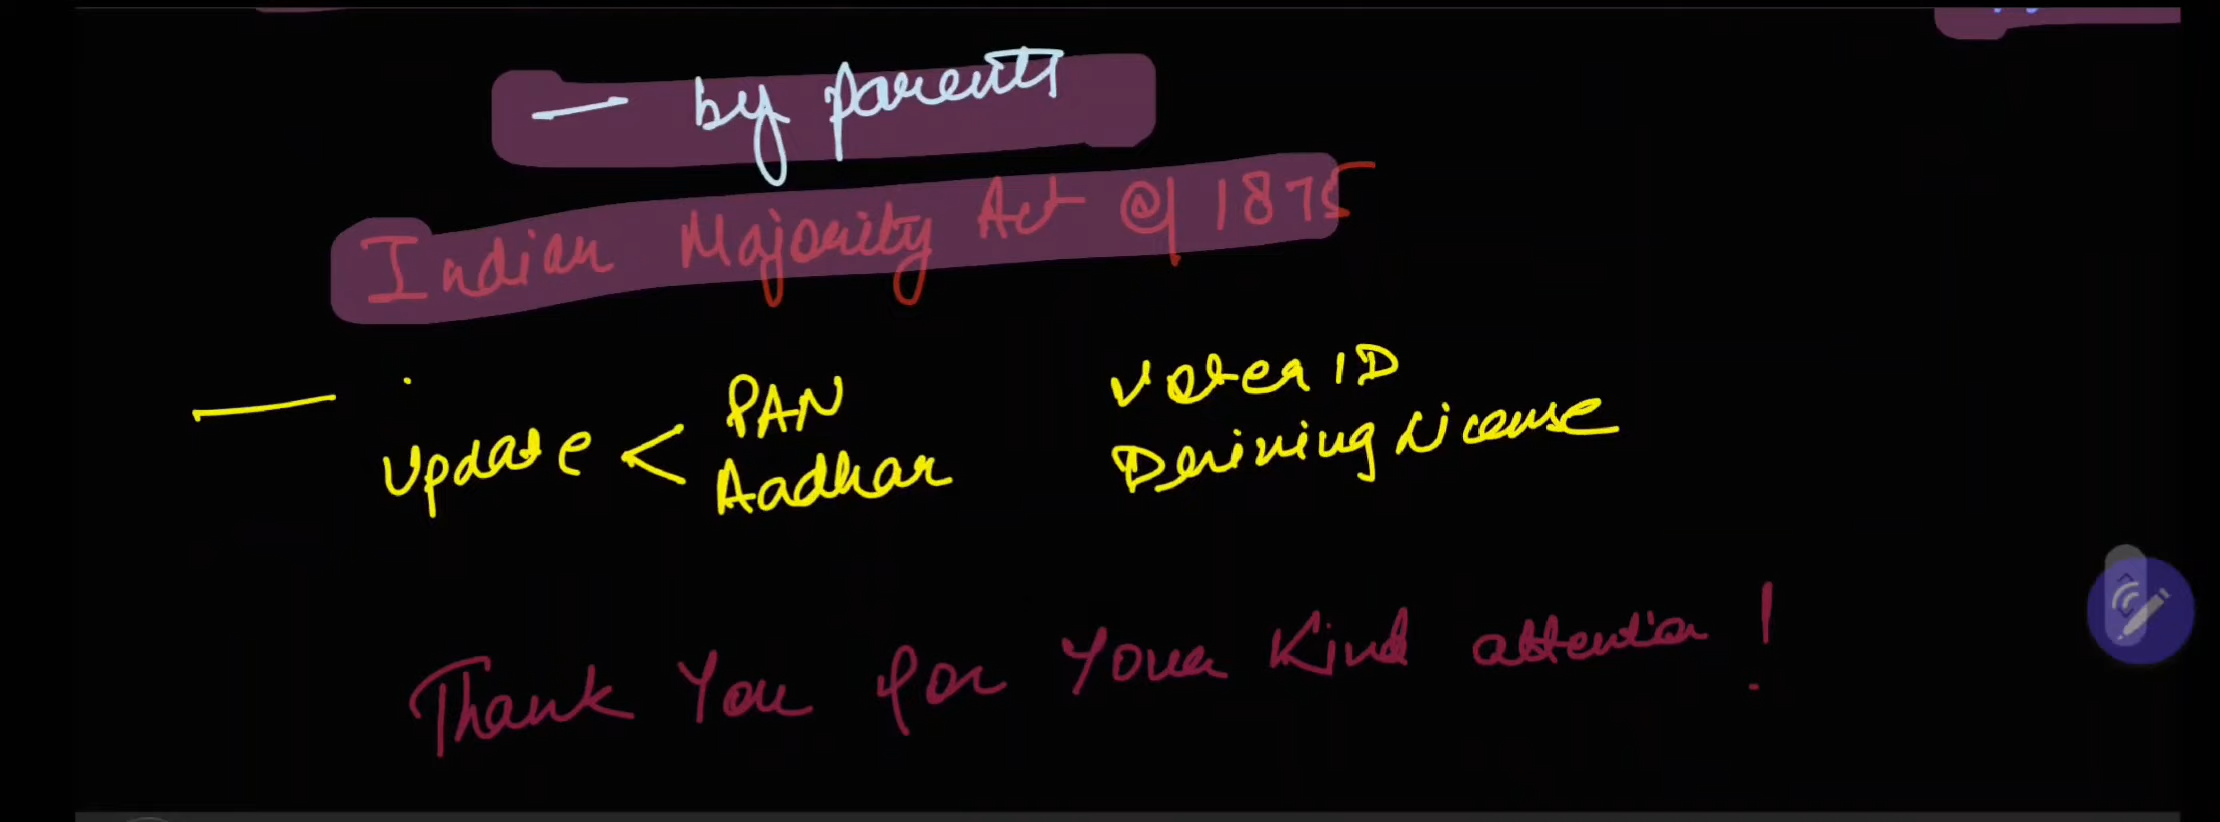 — by parents
Indian Majority Act of 1875
— Update < PAN
Aadhar
Voter ID
Driving License
Thank You for Your Kind attention !